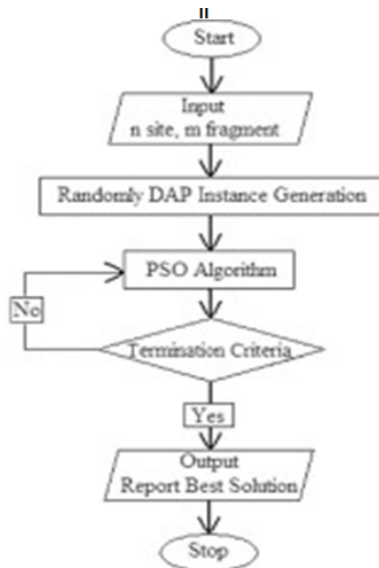 Start
Input
n site, m fragment
Randomly DAP Instance Generation
PSO Algorithm
No
Termination Criteria
Yes
Output
Report Best Solution
Stop